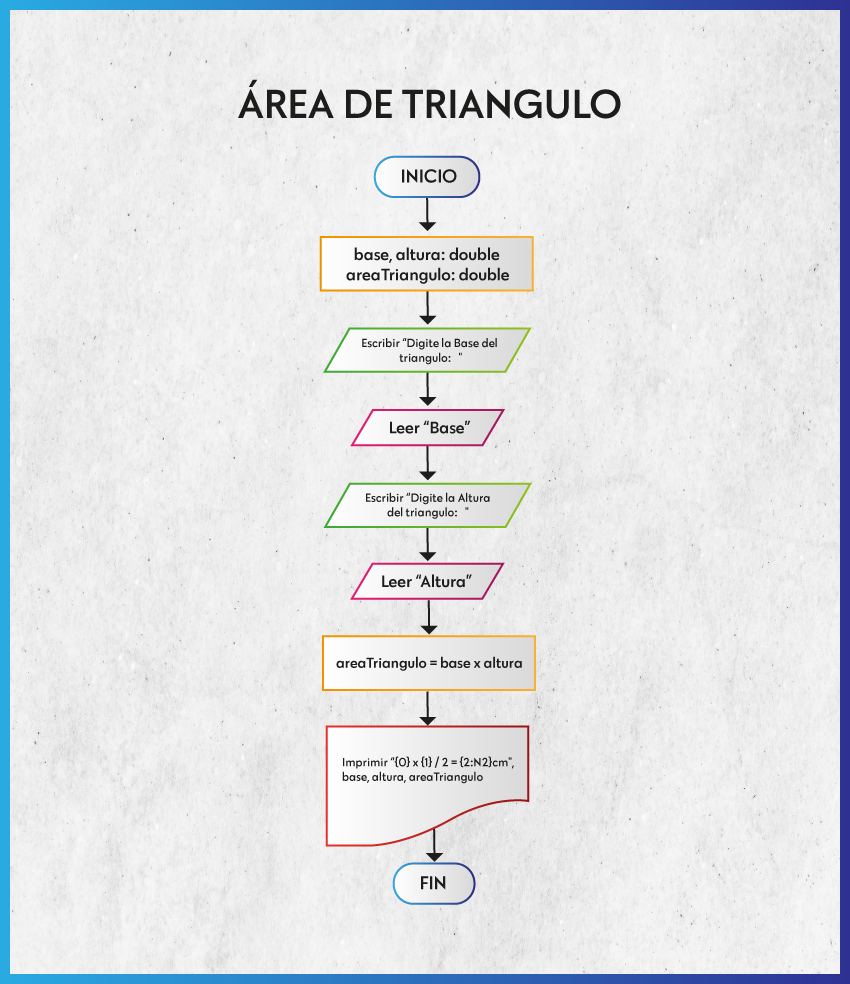 ÁREA DE TRIANGULO
INICIO
base, altura: double
areaTriangulo: double
Escribir “Digite la Base del
triangulo:  "
Leer “Base”
Escribir “Digite la Altura
del triangulo:  "
Leer “Altura”
areaTriangulo = base x altura
Imprimir “{0} x {1} / 2 = {2:N2}cm",
base, altura, areaTriangulo
FIN